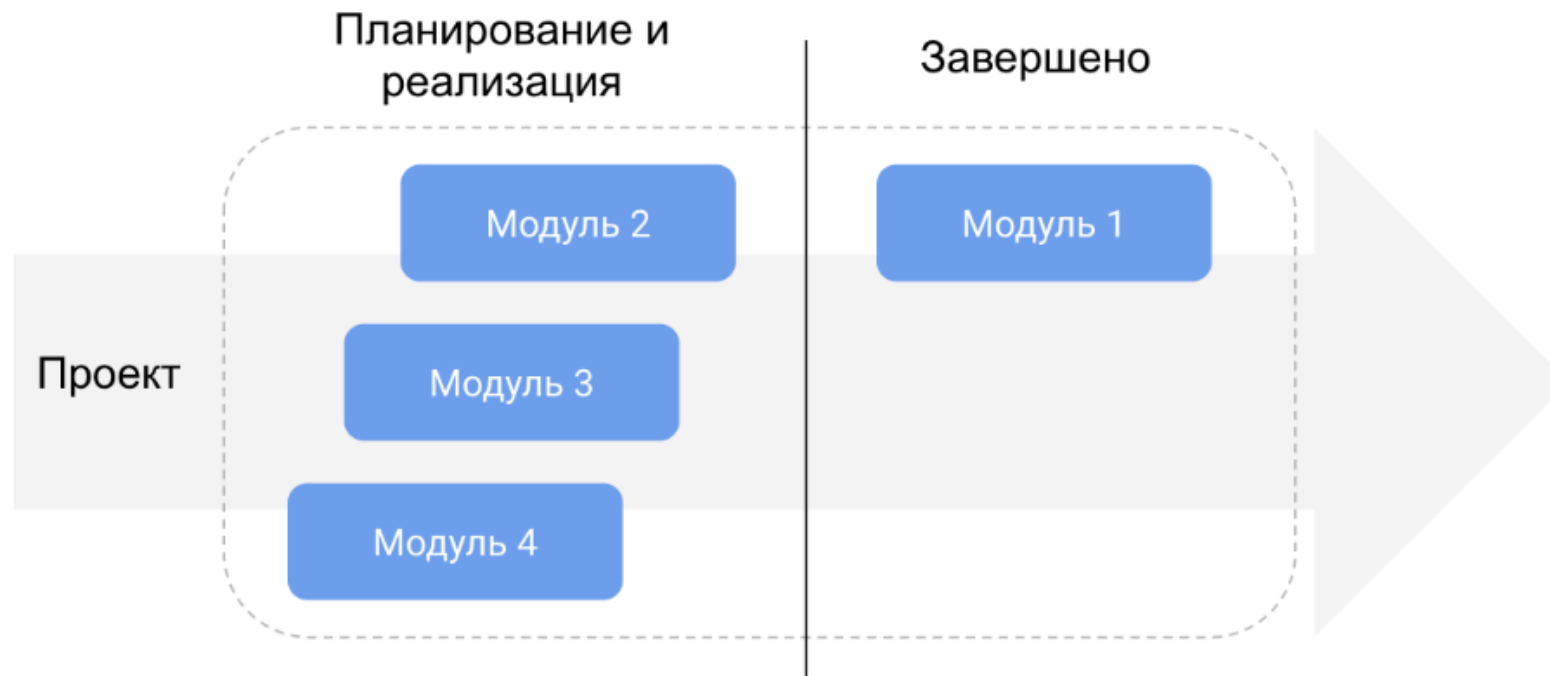 Планирование и
реализация
Завершено
Модуль 2
Модуль 1
Проект
Модуль 3
Модуль 4